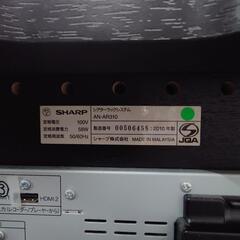 SHARP
シアターラックシステム
AN-AR310
定格電圧 100V
定格消費電力 58W
定格周波数 50/60Hz
製造番号 00506455 2010年製
シャープ株式会社 MADE IN MALAYSIA
JQA
HDMI 2